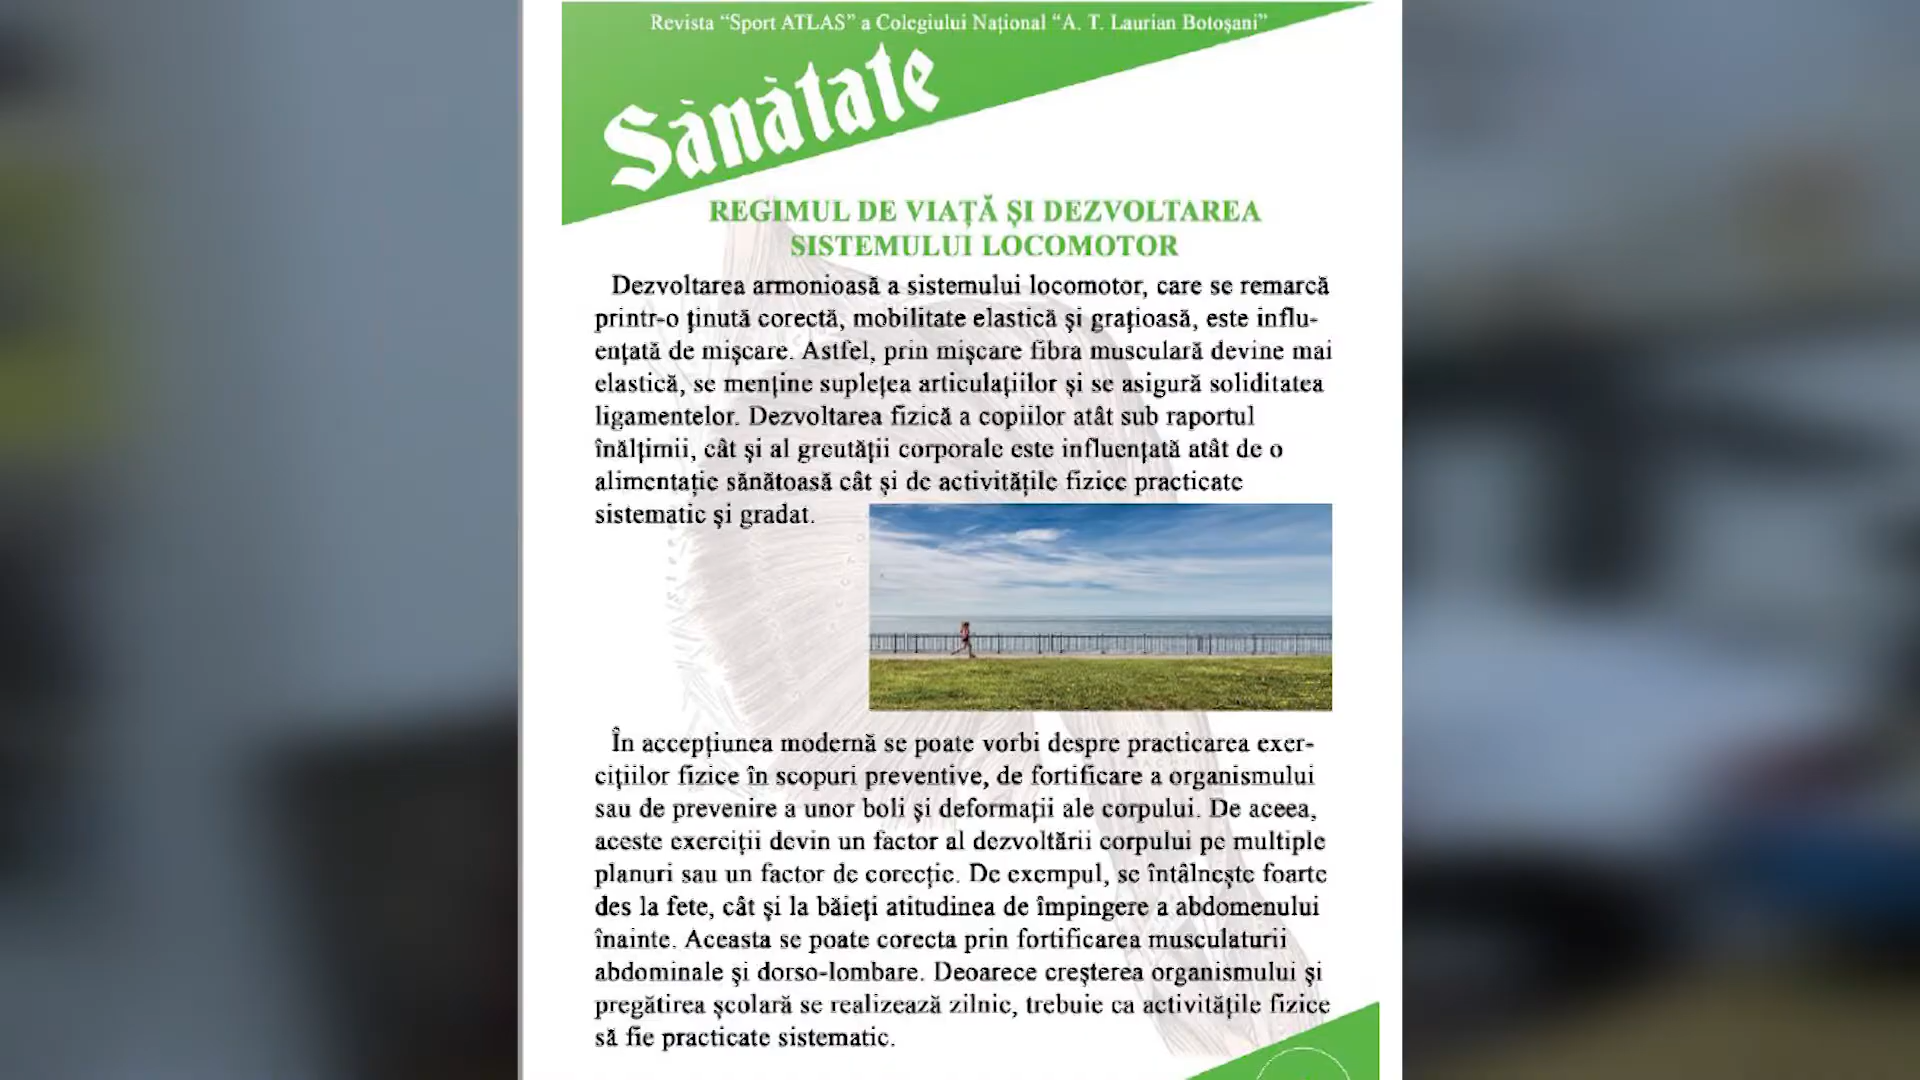 Revista “Sport ATLAS” a Colegiului Național “A. T. Laurian Botoșani”
Sănătate
REGIMUL DE VIAȚĂ ȘI DEZVOLTAREA
SISTEMULUI LOCOMOTOR
Dezvoltarea armonioasă a sistemului locomotor, care se remarcă
printr-o ținută corectă, mobilitate elastică și grațioasă, este influ-
ențată de mișcare. Astfel, prin mișcare fibra musculară devine mai
elastică, se menține suplețea articulațiilor și se asigură soliditatea
ligamentelor. Dezvoltarea fizică a copiilor atât sub raportul
înălțimii, cât și al greutății corporale este influențată atât de o
alimentație sănătoasă cât și de activitățile fizice practicate
sistematic și gradat.
În accepțiunea modernă se poate vorbi despre practicarea exer-
cițiilor fizice în scopuri preventive, de fortificare a organismului
sau de prevenire a unor boli și deformații ale corpului. De aceea,
aceste exerciții devin un factor al dezvoltării corpului pe multiple
planuri sau un factor de corecție. De exempul, se întâlnește foarte
des la fete, cât și la băieți atitudinea de împingere a abdomenului
înainte. Aceasta se poate corecta prin fortificarea musculaturii
abdominale și dorso-lombare. Deoarece creșterea organismului și
pregătirea școlară se realizează zilnic, trebuie ca activitățile fizice
să fie practicate sistematic.